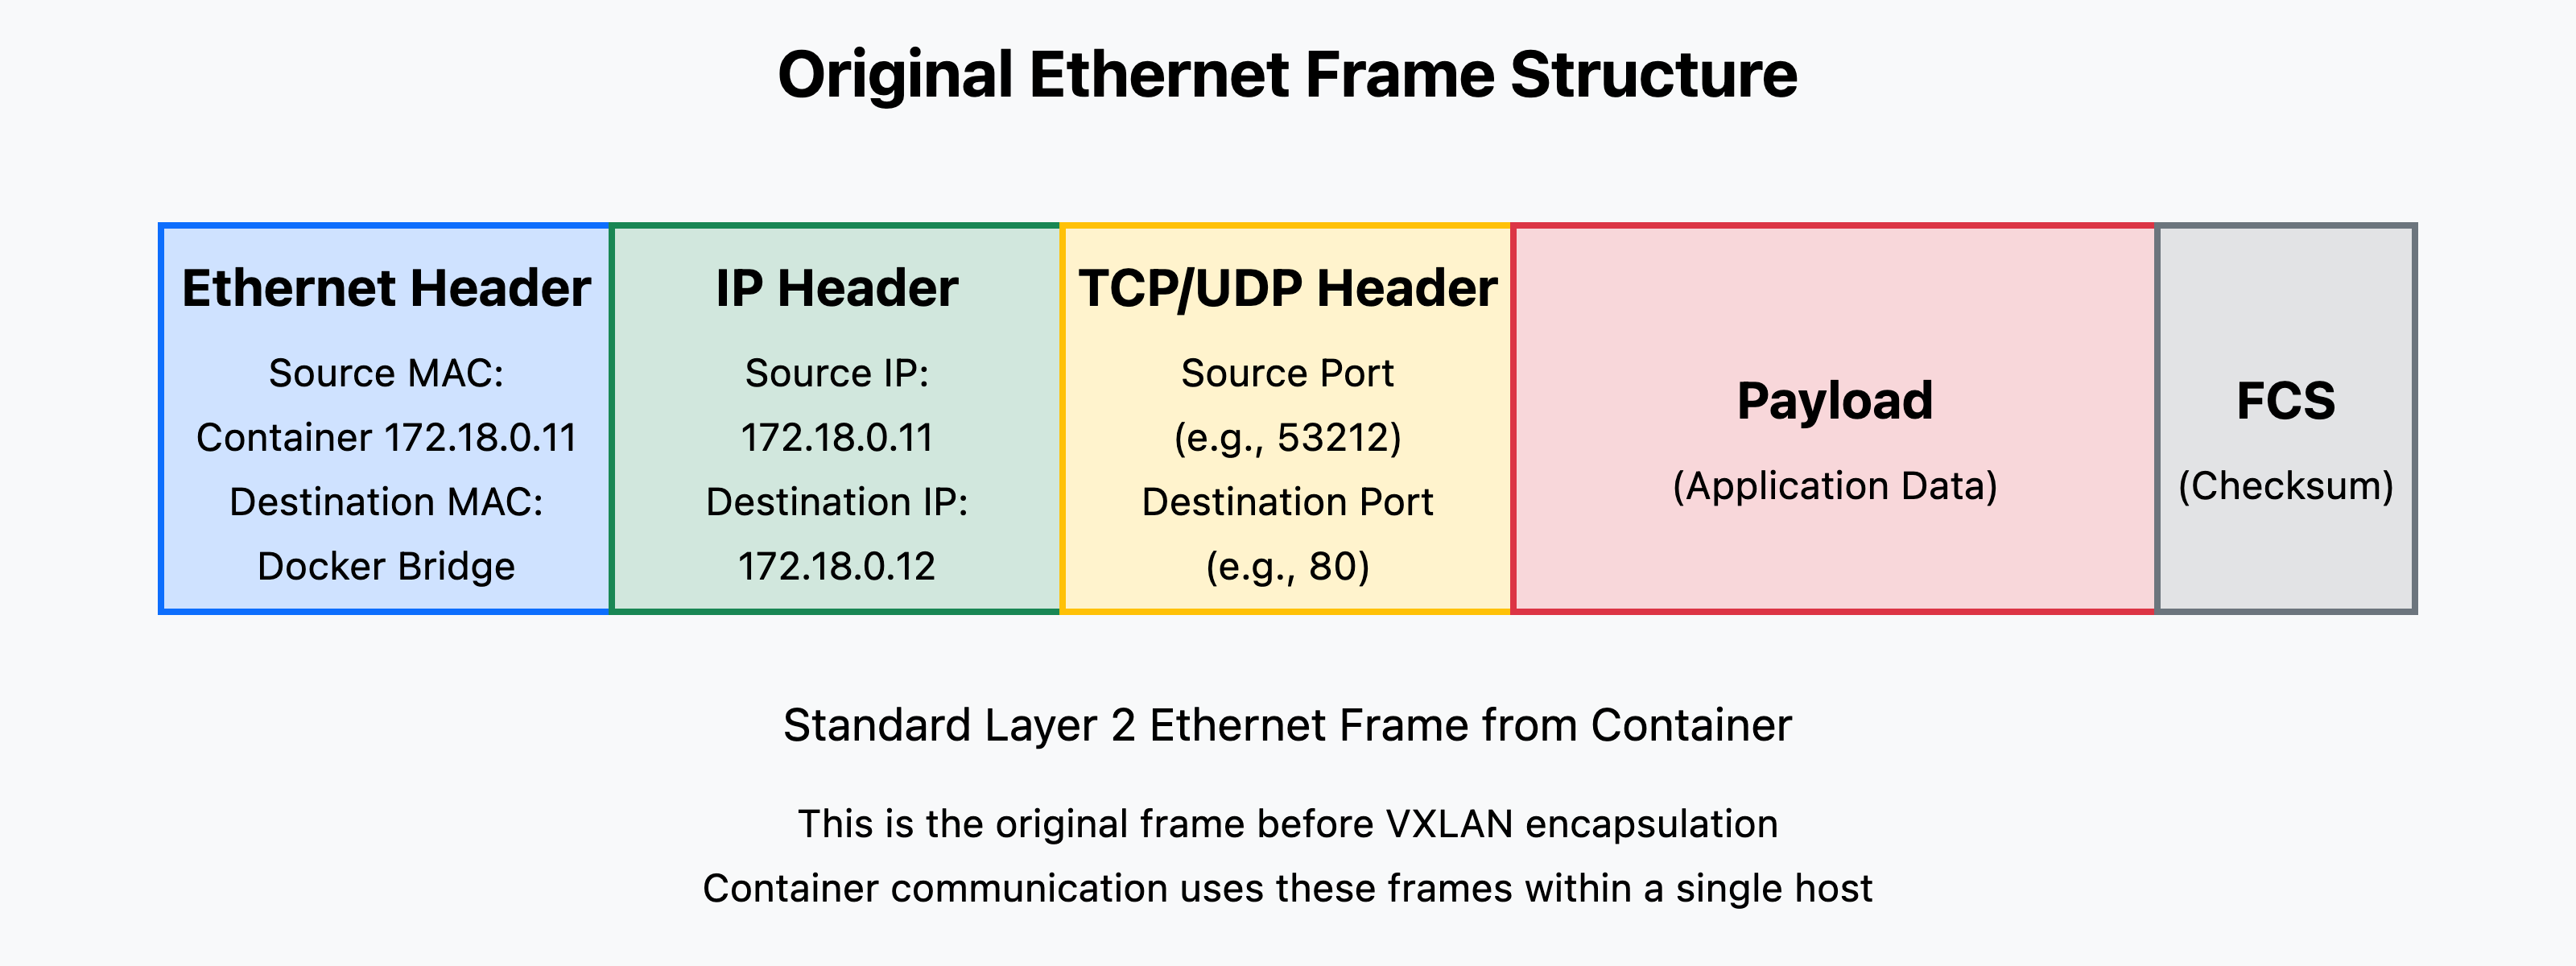 Original Ethernet Frame Structure
Ethernet Header
Source MAC:
Container 172.18.0.11
Destination MAC:
Docker Bridge
IP Header
Source IP:
172.18.0.11
Destination IP:
172.18.0.12
TCP/UDP Header
Source Port
(e.g., 53212)
Destination Port
(e.g., 80)
Payload
(Application Data)
FCS
(Checksum)
Standard Layer 2 Ethernet Frame from Container
This is the original frame before VXLAN encapsulation
Container communication uses these frames within a single host